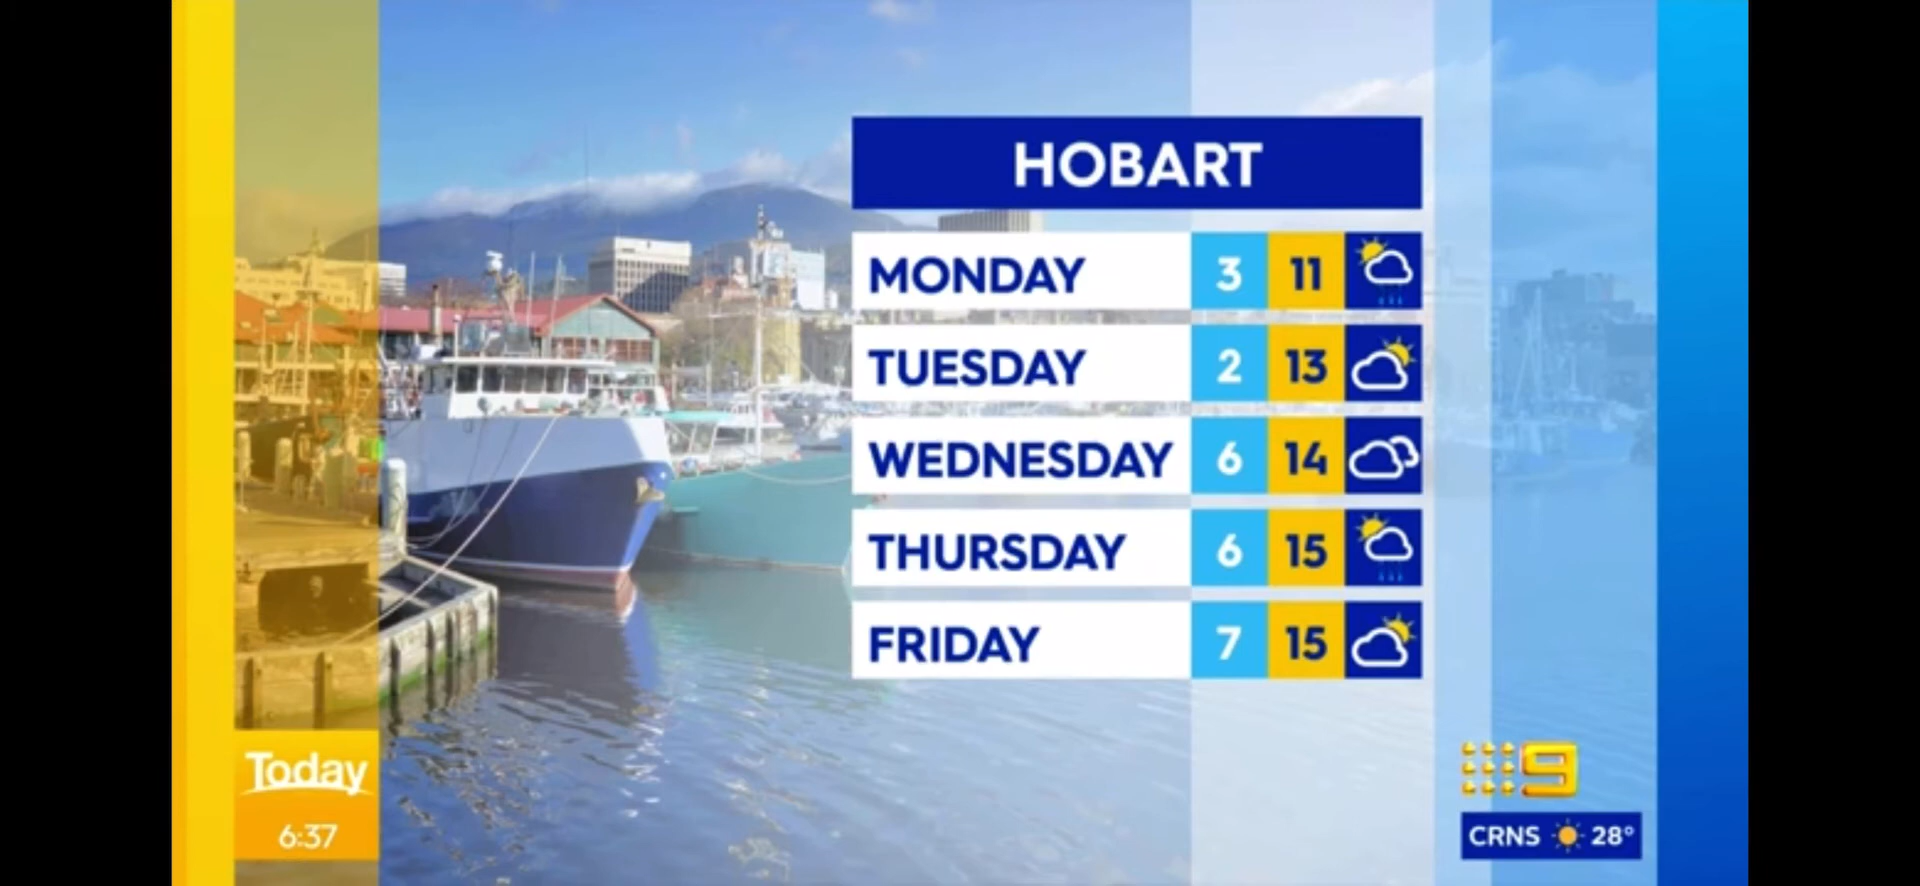 HOBART
MONDAY 3 11
TUESDAY 2 13
WEDNESDAY 6 14
THURSDAY 6 15
FRIDAY 7 15
Today
6:37
9
CRNS 28°